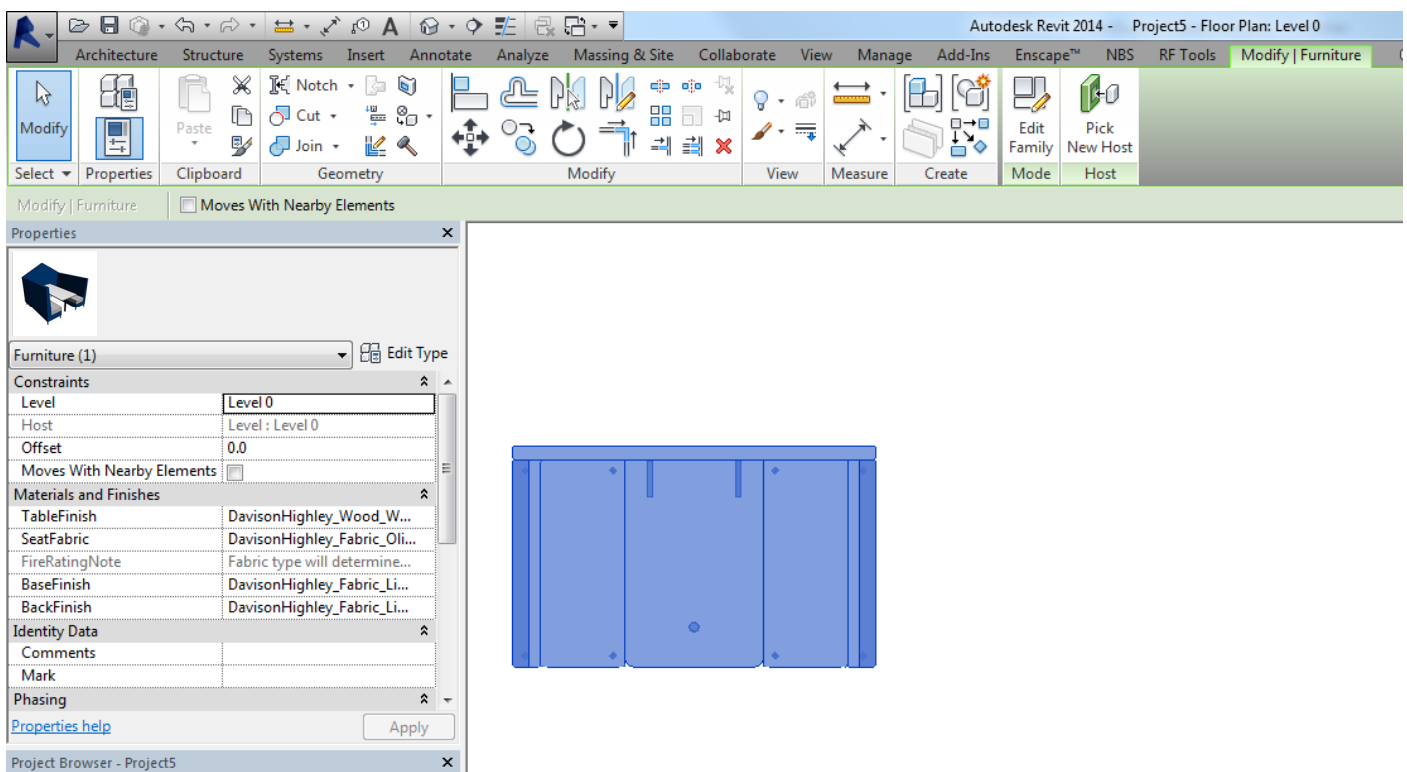 Autodesk Revit 2014 - Project5 - Floor Plan: Level 0
Architecture Structure Systems Insert Annotate Analyze Massing & Site Collaborate View Manage Add-Ins Enscape™ NBS RF Tools Modify | Furniture
Modify
Paste
Notch
Cut
Join
Edit Family
Pick New Host
Select Properties Clipboard Geometry Modify View Measure Create Mode Host
Modify | Furniture Moves With Nearby Elements
Properties
Furniture (1) Edit Type
Constraints
Level Level 0
Host Level : Level 0
Offset 0.0
Moves With Nearby Elements
Materials and Finishes
TableFinish DavisonHighley_Wood_W...
SeatFabric DavisonHighley_Fabric_Oli...
FireRatingNote Fabric type will determine...
BaseFinish DavisonHighley_Fabric_Li...
BackFinish DavisonHighley_Fabric_Li...
Identity Data
Comments
Mark
Phasing
Properties help Apply
Project Browser - Project5